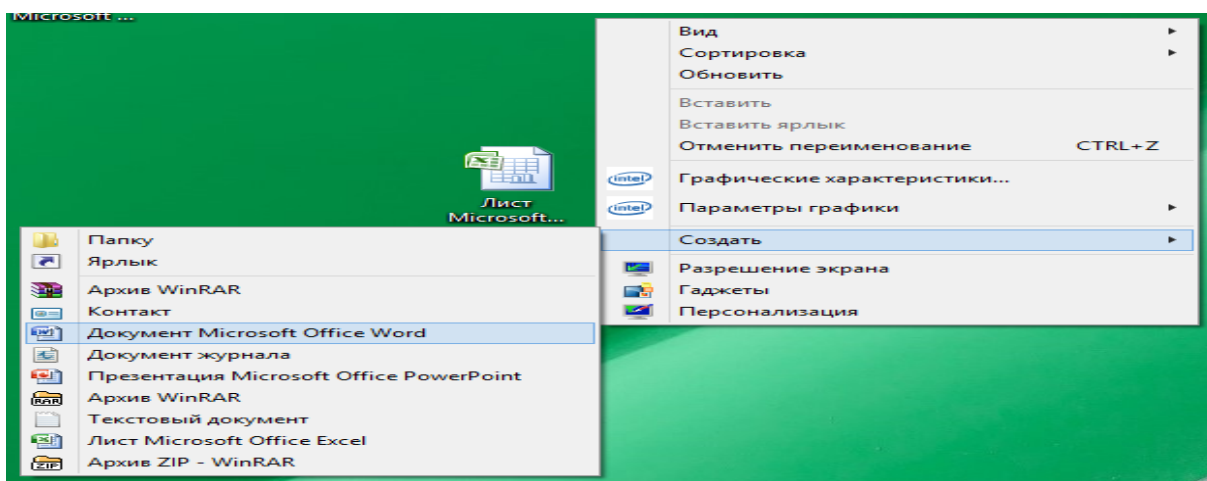 Microsoft ...
Вид
Сортировка
Обновить
Вставить
Вставить ярлык
Отменить переименование CTRL+Z
Графические характеристики...
Параметры графики
Создать
Разрешение экрана
Гаджеты
Персонализация
Лист
Microsoft...
Папку
Ярлык
Архив WinRAR
Контакт
Документ Microsoft Office Word
Документ журнала
Презентация Microsoft Office PowerPoint
Архив WinRAR
Текстовый документ
Лист Microsoft Office Excel
Архив ZIP - WinRAR